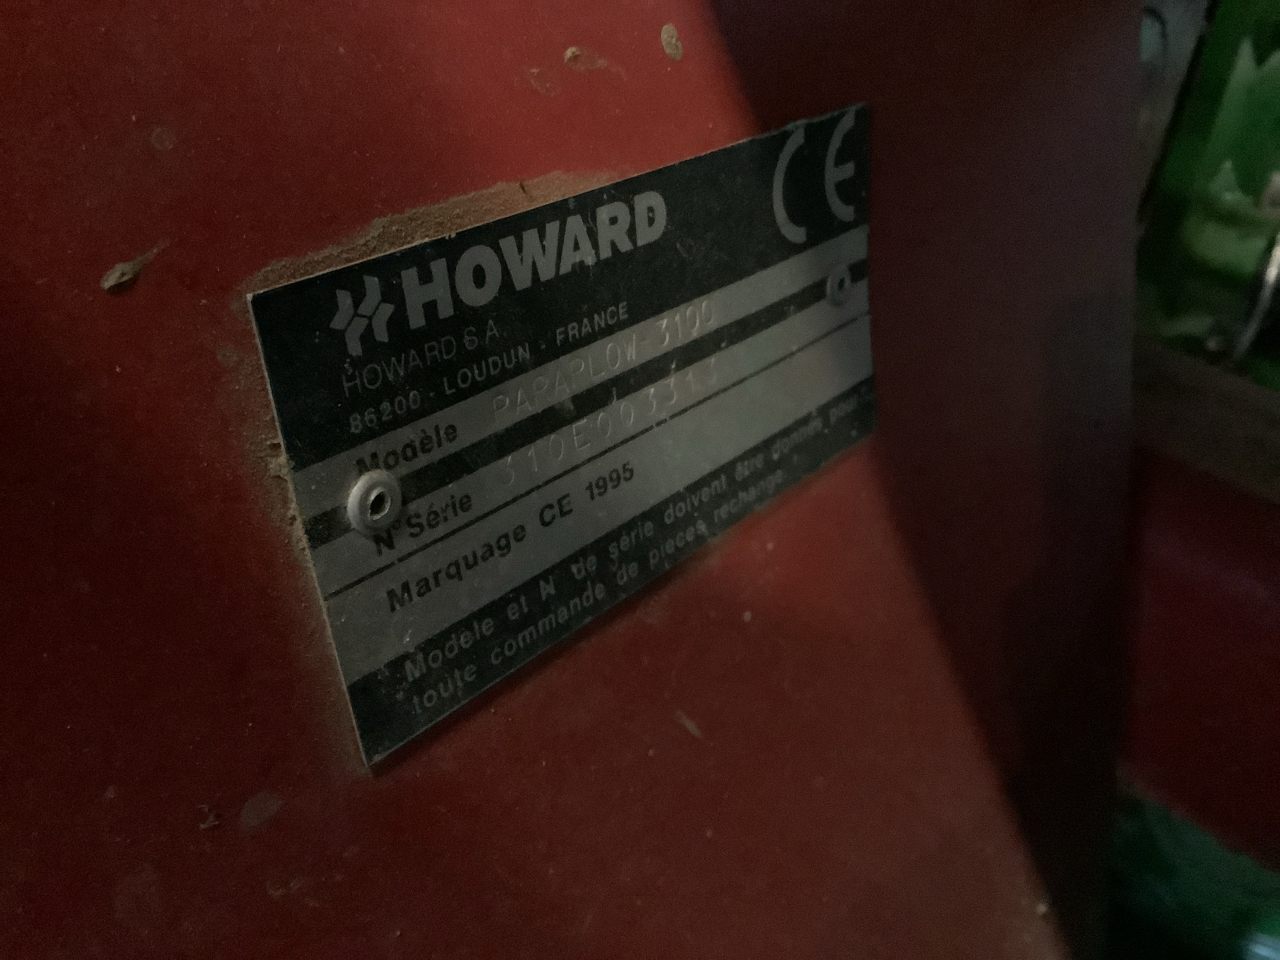 CE
HOWARD
HOWARD S.A.
86200 - LOUDUN - FRANCE
Modèle PARAPLOW-3100
N° Série 310E003313
Marquage CE 1995
Modèle et N° de série doivent être donnés pour
toute commande de pièces rechange